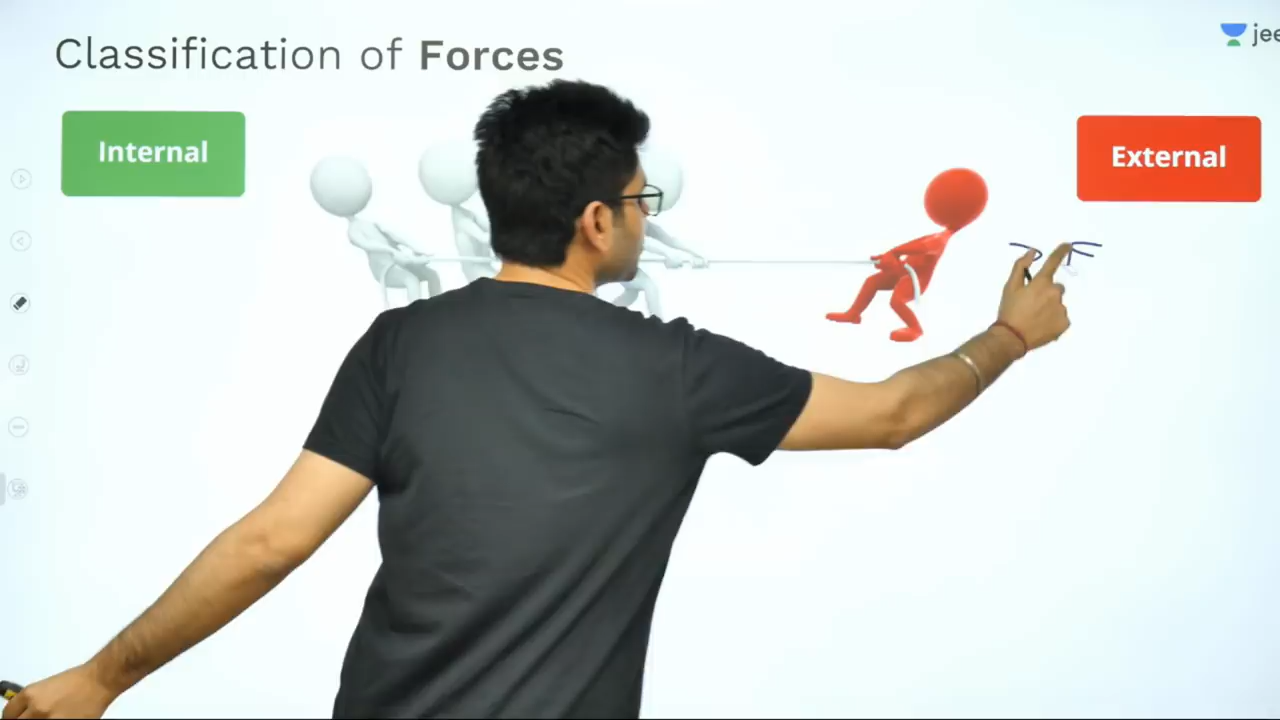 Classification of Forces
jee
Internal
External
F